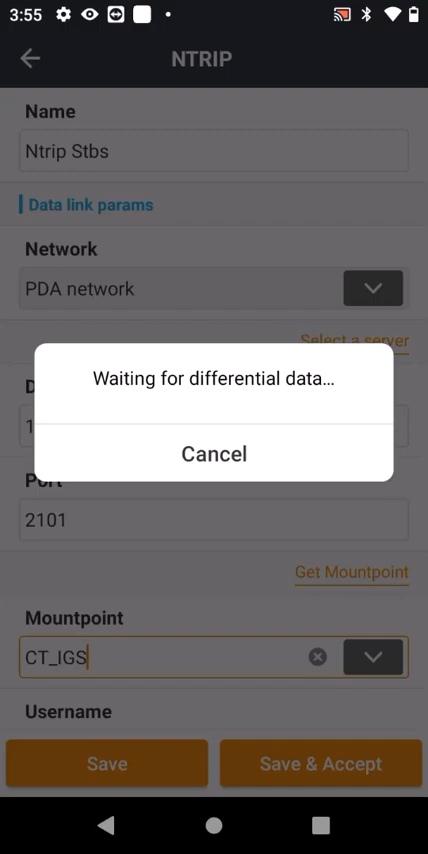 3:55
NTRIP
Name
Ntrip Stbs
Data link params
Network
PDA network
Select a server
Waiting for differential data...
Cancel
Port
2101
Get Mountpoint
Mountpoint
CT_IGS
Username
Save
Save & Accept